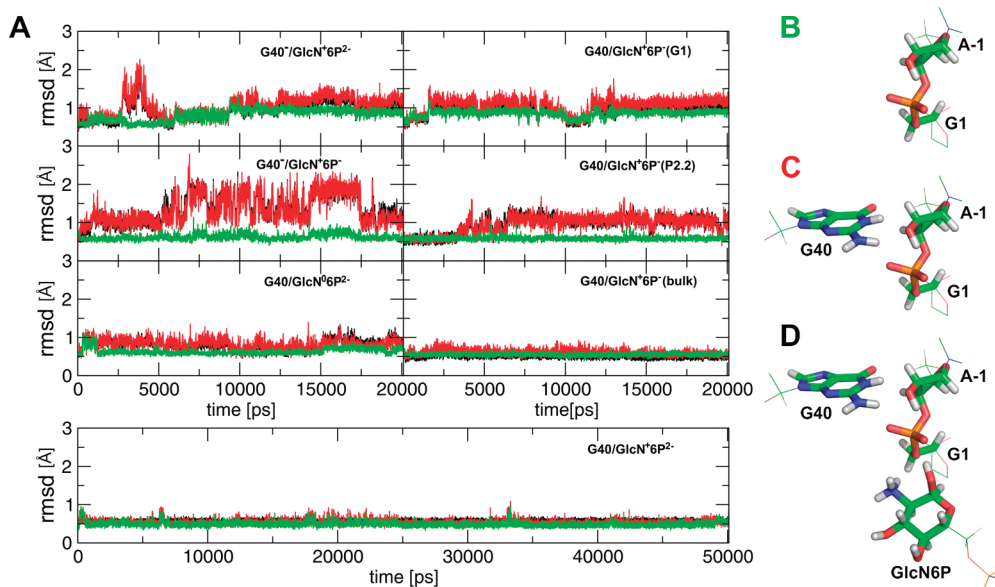 A
G40⁻/GlcN⁺6P²⁻
G40/GlcN⁺6P⁻(G1)
rmsd [Å]
3
2
1
G40⁻/GlcN⁺6P⁻
G40/GlcN⁺6P⁻(P2.2)
rmsd [Å]
3
2
1
G40/GlcN⁰6P²⁻
G40/GlcN⁺6P⁻(bulk)
rmsd [Å]
3
2
1
0
0 5000 10000 15000 20000 5000 10000 15000 20000
time [ps] time[ps]
G40/GlcN⁺6P²⁻
rmsd [Å]
3
2
1
0
0 10000 20000 30000 40000 50000
time [ps]
B
A-1
G1
C
A-1
G40
G1
D
A-1
G40
G1
GlcN6P